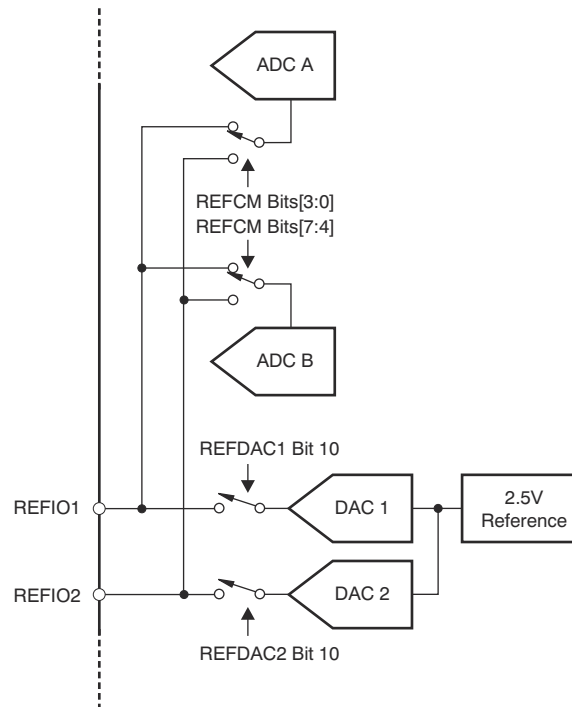 ADC A
REFCM Bits[3:0]
REFCM Bits[7:4]
ADC B
REFDAC1 Bit 10
REFIO1
DAC 1
2.5V
Reference
REFIO2
DAC 2
REFDAC2 Bit 10